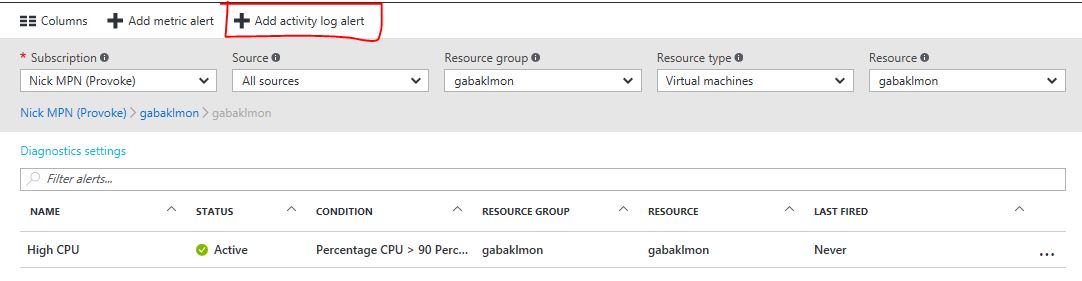 Columns Add metric alert Add activity log alert
* Subscription Source Resource group Resource type Resource
Nick MPN (Provoke) All sources gabaklmon Virtual machines gabaklmon
Nick MPN (Provoke) > gabaklmon > gabaklmon
Diagnostics settings
Filter alerts...
NAME STATUS CONDITION RESOURCE GROUP RESOURCE LAST FIRED
High CPU Active Percentage CPU > 90 Perc... gabaklmon gabaklmon Never ...